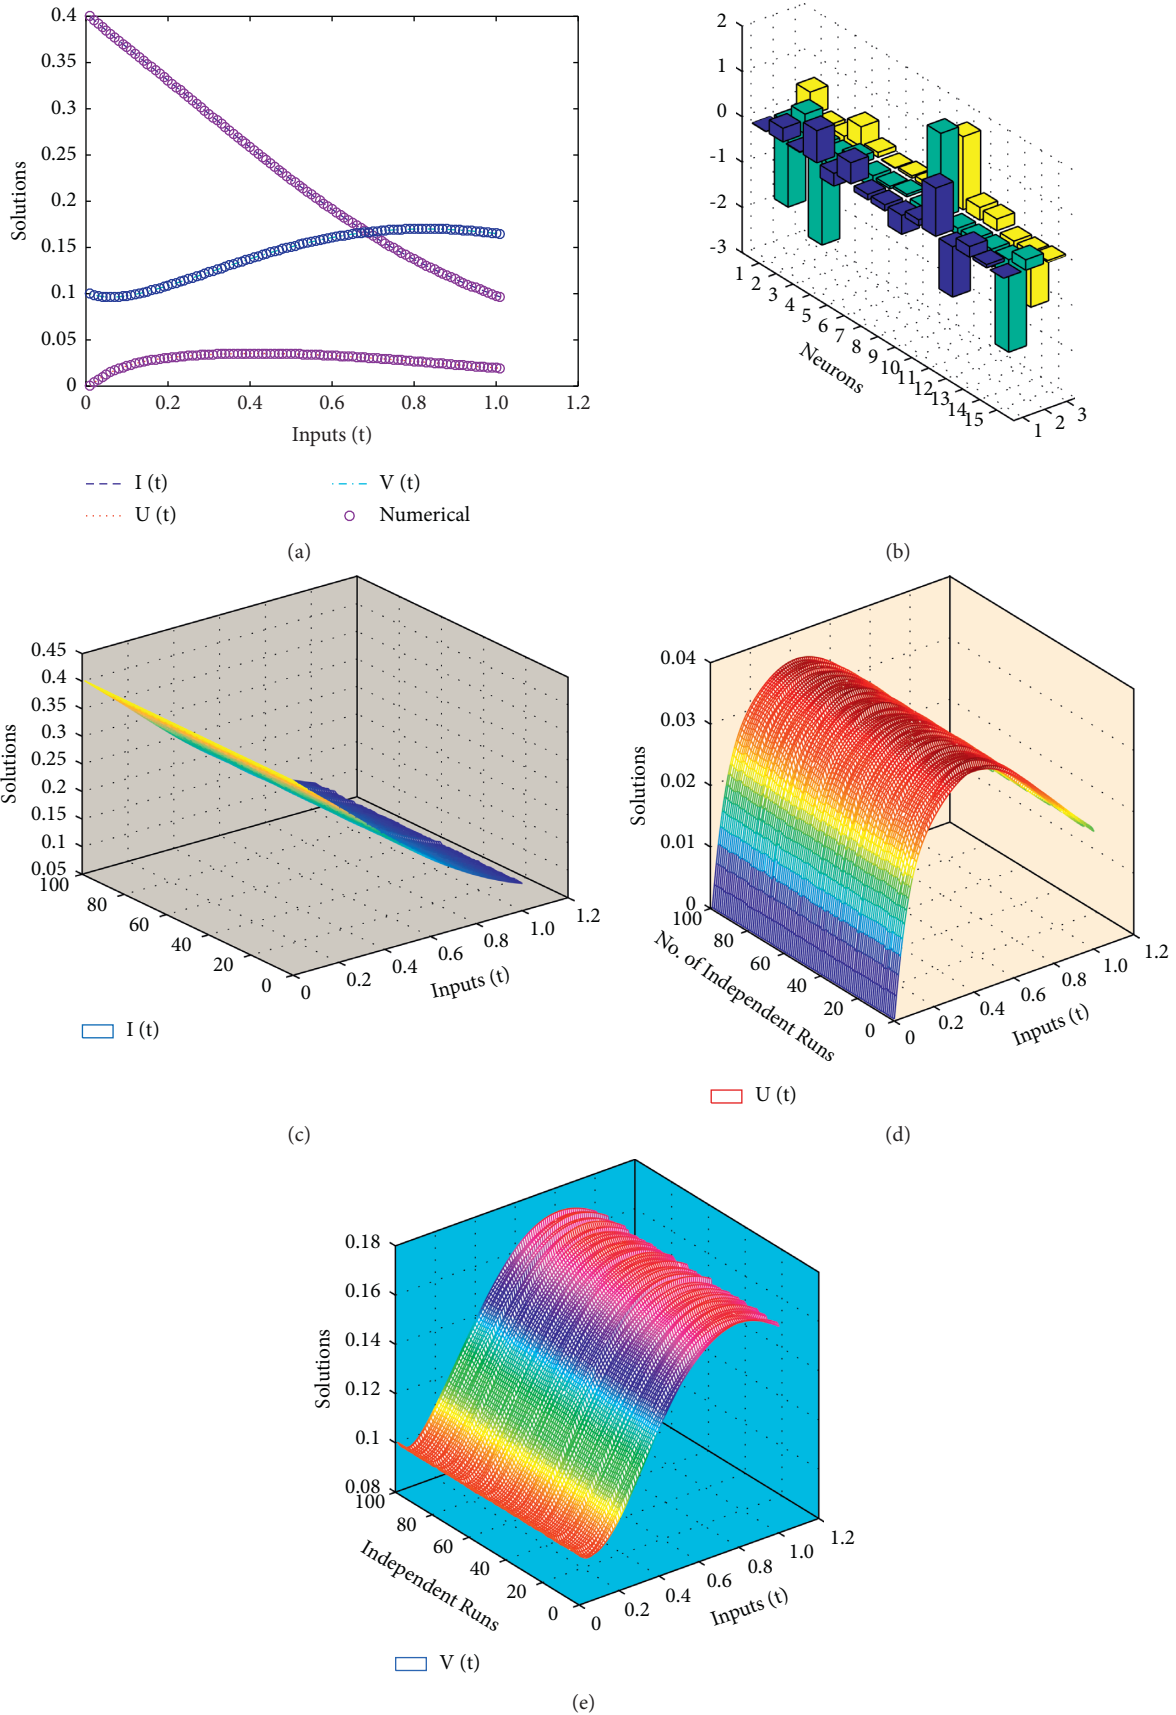 0.4
0.35
0.3
0.25
0.2
0.15
0.1
0.05
0
Solutions
0 0.2 0.4 0.6 0.8 1.0 1.2
Inputs (t)
I (t)
U (t)
V (t)
Numerical
(a)
2
1
0
-1
-2
-3
1 2 3 4 5 6 7 8 9 10 11 12 13 14 15
Neurons
1 2 3
(b)
0.45
0.4
0.35
0.3
0.25
0.2
0.15
0.1
0.05
Solutions
100 80 60 40 20 0
0 0.2 0.4 0.6 0.8 1.0 1.2
Inputs (t)
I (t)
(c)
0.04
0.03
0.02
0.01
0
Solutions
100 80 60 40 20 0
No. of Independent Runs
0 0.2 0.4 0.6 0.8 1.0 1.2
Inputs (t)
U (t)
(d)
0.18
0.16
0.14
0.12
0.1
0.08
Solutions
100 80 60 40 20 0
Independent Runs
0 0.2 0.4 0.6 0.8 1.0 1.2
Inputs (t)
V (t)
(e)